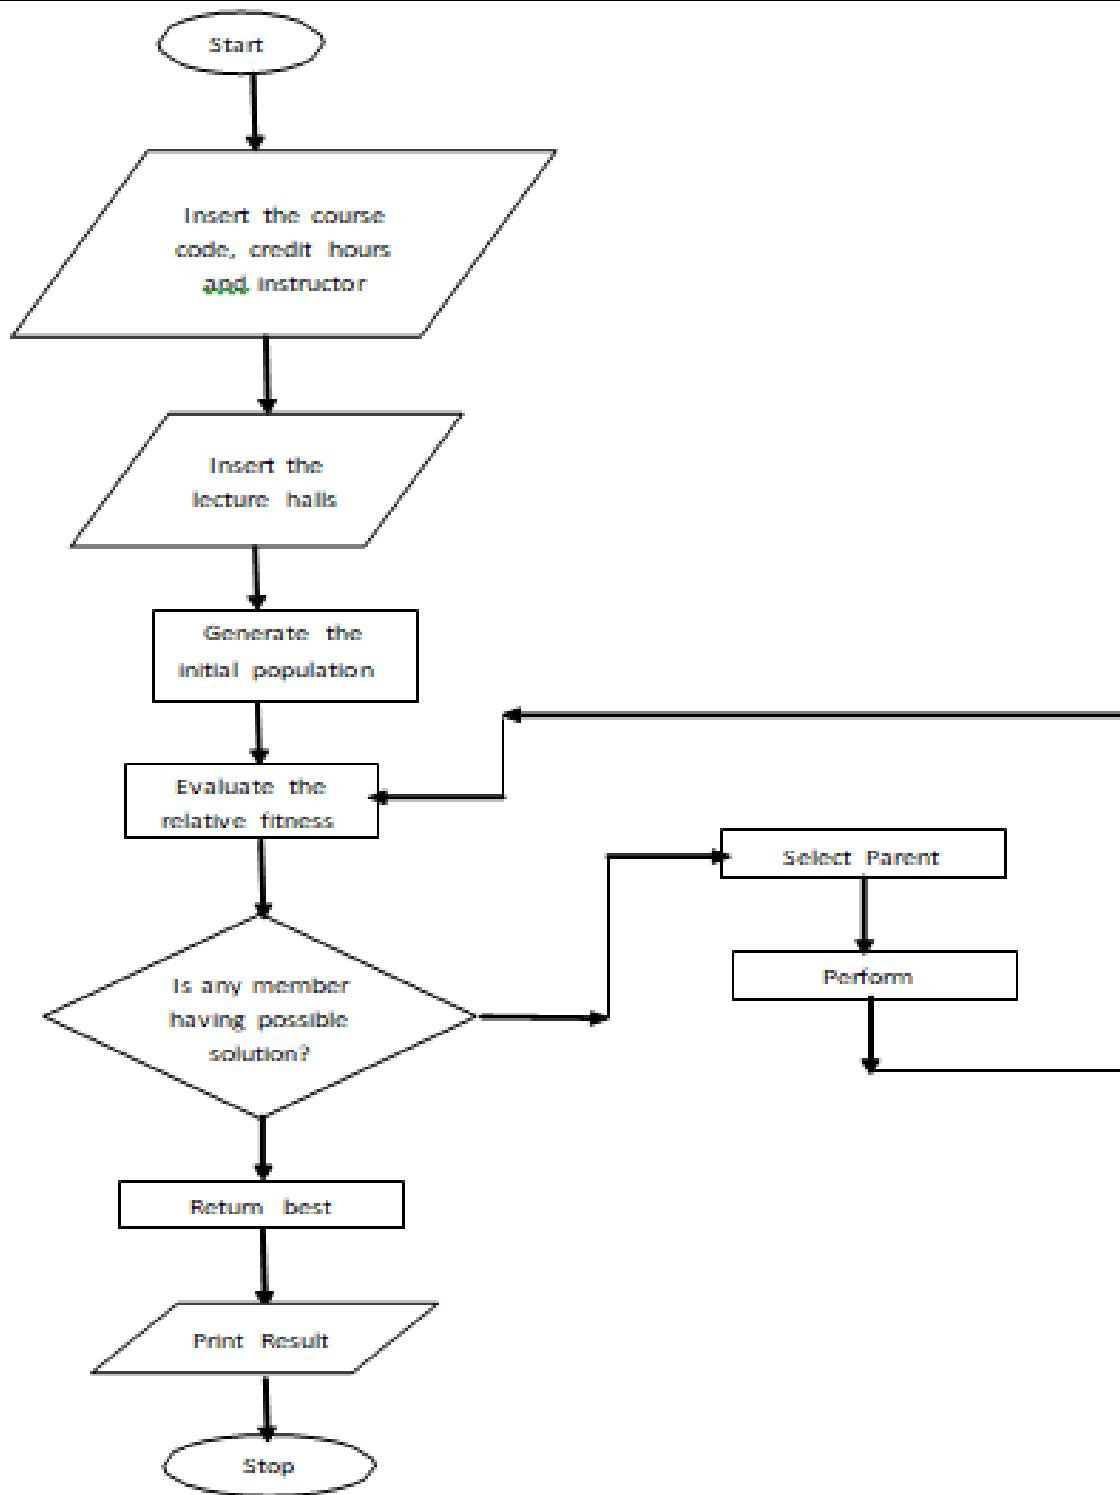 Start
Insert the course
code, credit hours
and instructor
Insert the
lecture halls
Generate the
initial population
Evaluate the
relative fitness
Select Parent
Perform
Is any member
having possible
solution?
Return best
Print Result
Stop